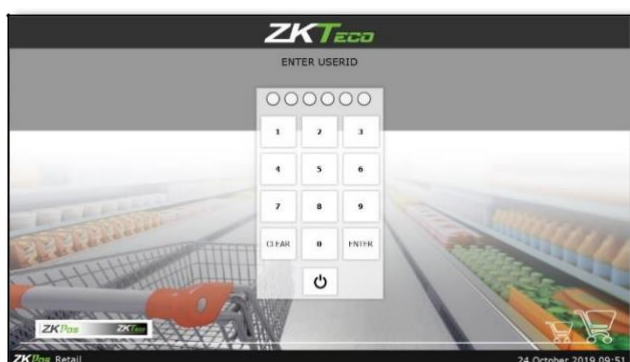 ZKTECO
ENTER USERID
1 2 3
4 5 6
7 8 9
CLEAR 0 ENTER
ZKPos ZKTeco
ZKPos Retail 24 October 2019 09:51